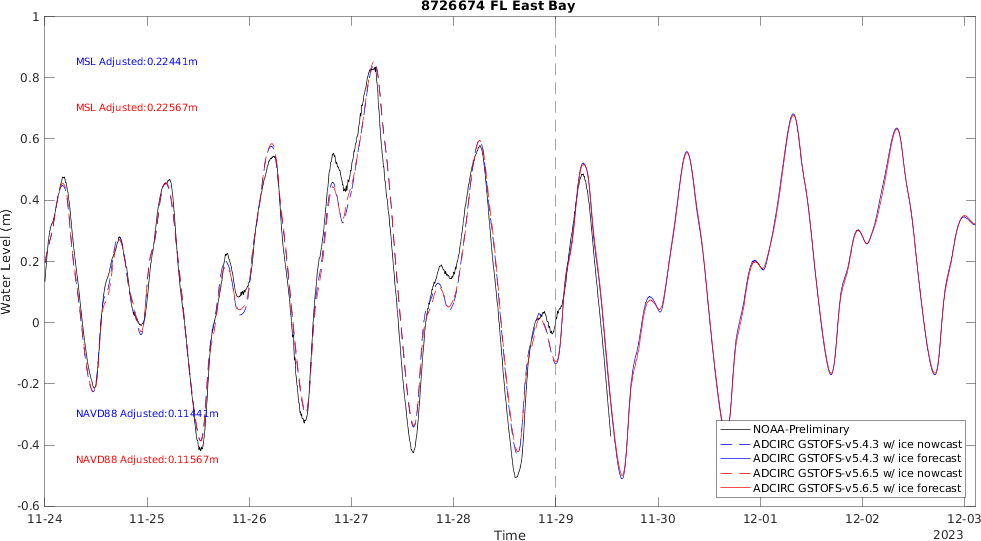 8726674 FL East Bay
1
0.8
0.6
0.4
0.2
0
-0.2
-0.4
-0.6
Water Level (m)
MSL Adjusted:0.22441m
MSL Adjusted:0.22567m
NAVD88 Adjusted:0.11441m
NAVD88 Adjusted:0.11567m
NOAA-Preliminary
ADCIRC GSTOFS-v5.4.3 w/ ice nowcast
ADCIRC GSTOFS-v5.4.3 w/ ice forecast
ADCIRC GSTOFS-v5.6.5 w/ ice nowcast
ADCIRC GSTOFS-v5.6.5 w/ ice forecast
11-24 11-25 11-26 11-27 11-28 11-29 11-30 12-01 12-02 12-03
Time
2023